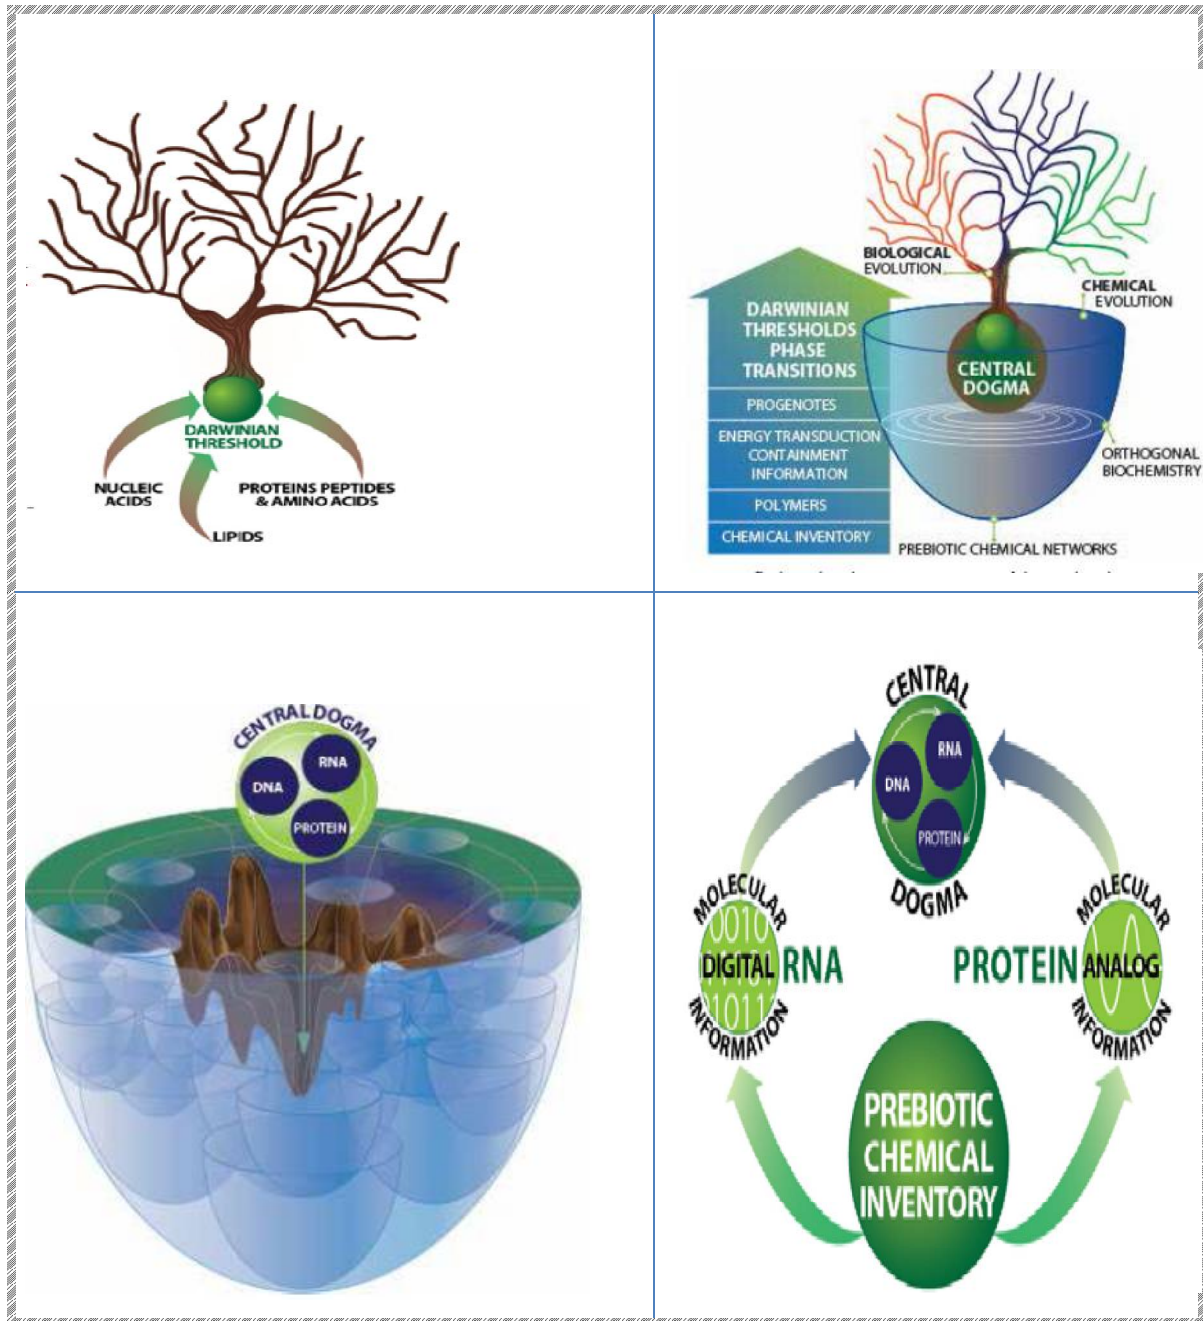 DARWINIAN
THRESHOLD
NUCLEIC
ACIDS
PROTEINS PEPTIDES
& AMINO ACIDS
LIPIDS
BIOLOGICAL
EVOLUTION
CHEMICAL
EVOLUTION
DARWINIAN
THRESHOLDS
PHASE
TRANSITIONS
CENTRAL
DOGMA
PROGENOTES
ENERGY TRANSDUCTION
CONTAINMENT
INFORMATION
ORTHOGONAL
BIOCHEMISTRY
POLYMERS
CHEMICAL INVENTORY
PREBIOTIC CHEMICAL NETWORKS
CENTRAL DOGMA
RNA
DNA
PROTEIN
CENTRAL
RNA
DNA
PROTEIN
DOGMA
MOLECULAR
0010
DIGITAL RNA
01011
INFORMATION
MOLECULAR
PROTEIN ANALOG
INFORMATION
PREBIOTIC
CHEMICAL
INVENTORY